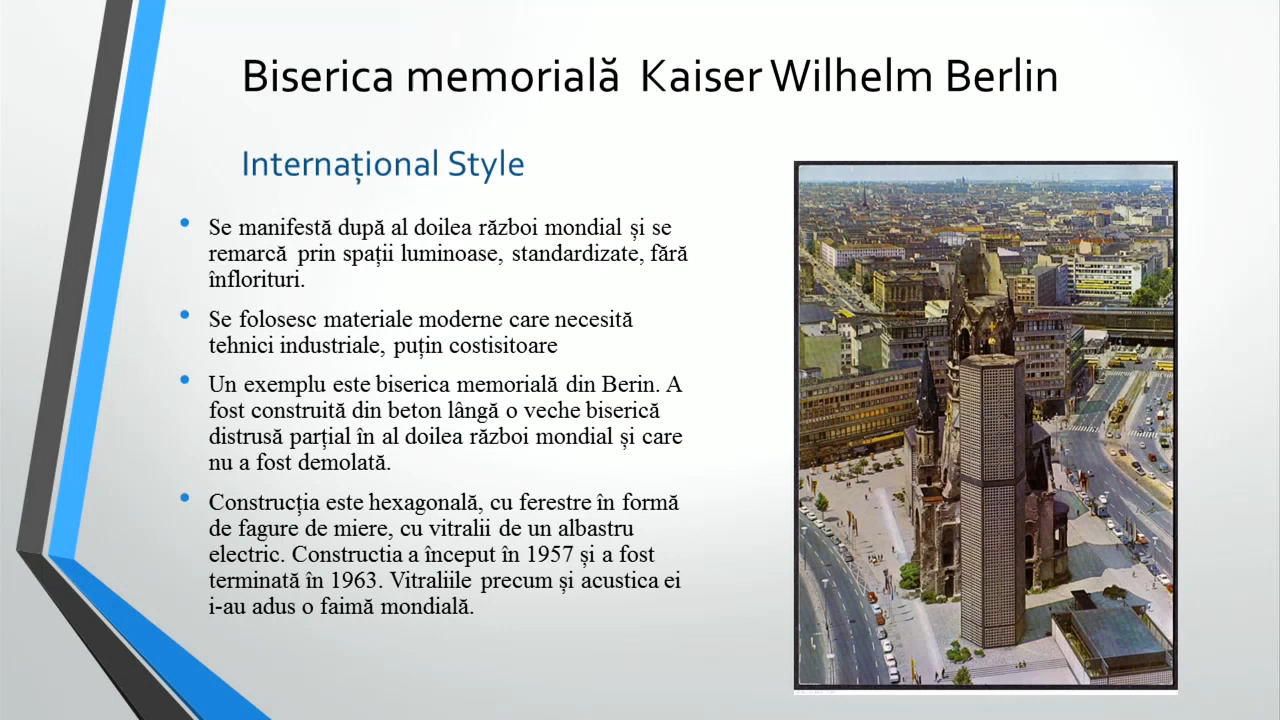 Biserica memorială Kaiser Wilhelm Berlin
Internațional Style
Se manifestă după al doilea război mondial și se
remarcă prin spații luminoase, standardizate, fără
înflorituri.
Se folosesc materiale moderne care necesită
tehnici industriale, puțin costisitoare
Un exemplu este biserica memorială din Berin. A
fost construită din beton lângă o veche biserică
distrusă parțial în al doilea război mondial și care
nu a fost demolată.
Construcția este hexagonală, cu ferestre în formă
de fagure de miere, cu vitralii de un albastru
electric. Constructia a început în 1957 și a fost
terminată în 1963. Vitraliile precum și acustica ei
i-au adus o faimă mondială.